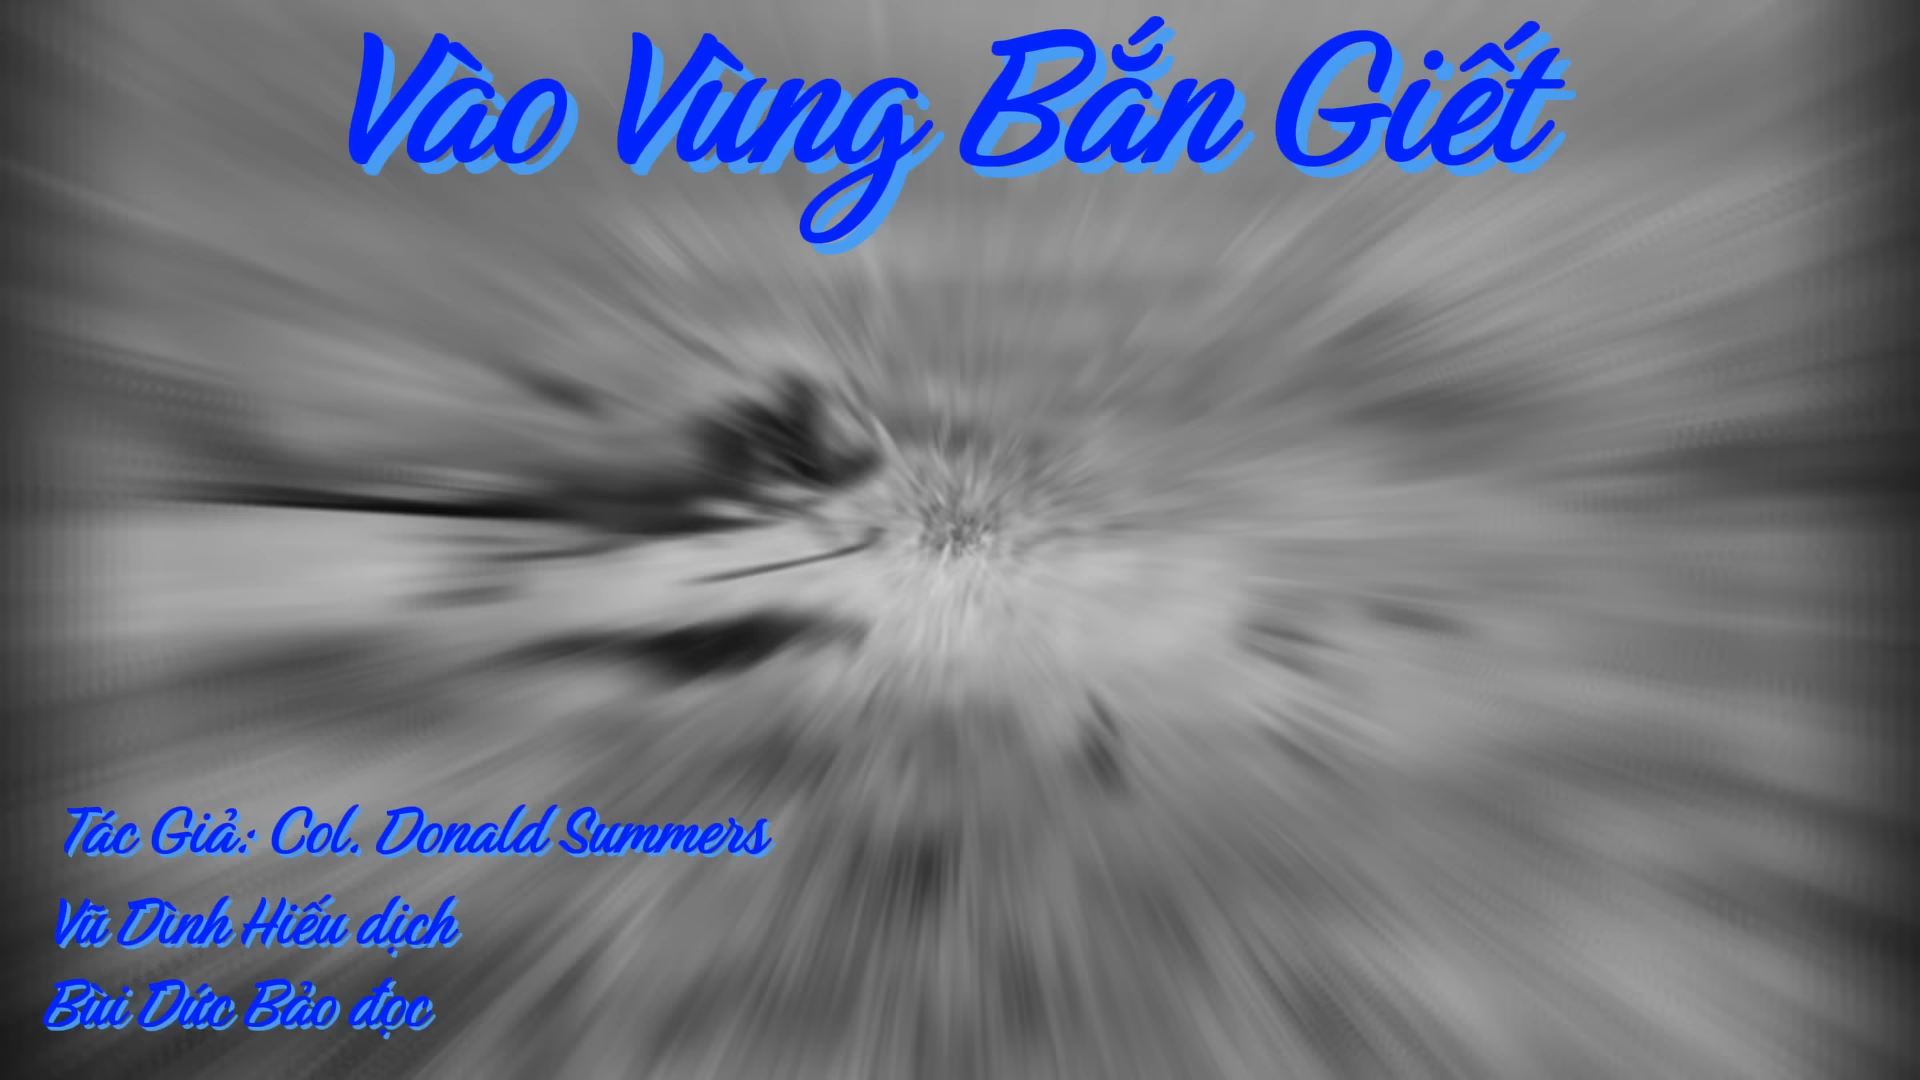 Vào Vùng Bắn Giết
Tác Giả: Col. Donald Summers
Vũ Đình Hiếu dịch
Bùi Đức Bảo đọc